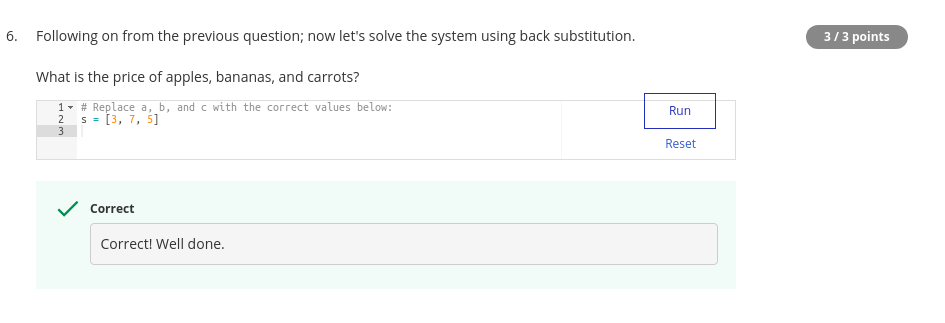 6. Following on from the previous question; now let's solve the system using back substitution.
3 / 3 points
What is the price of apples, bananas, and carrots?
1 # Replace a, b, and c with the correct values below:
2 s = [3, 7, 5]
3
Run
Reset
Correct
Correct! Well done.